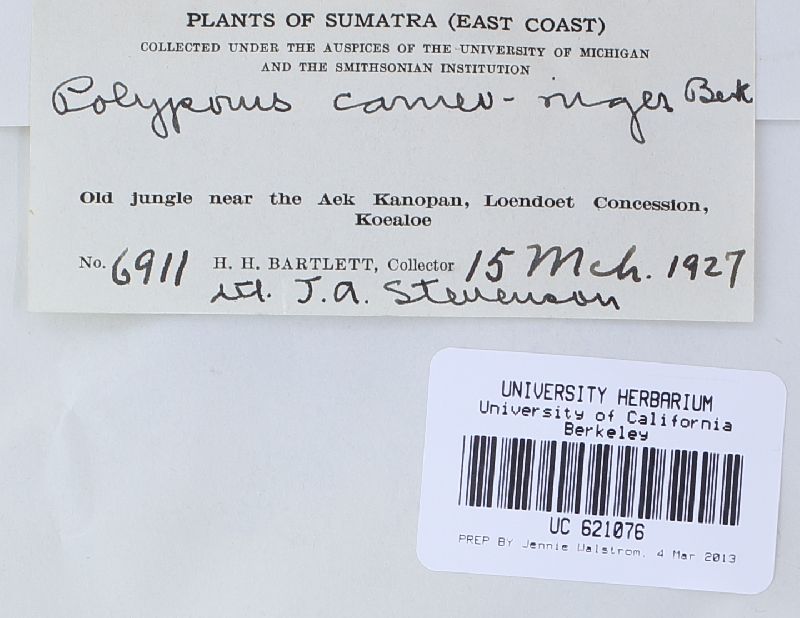 PLANTS OF SUMATRA (EAST COAST)
COLLECTED UNDER THE AUSPICES OF THE UNIVERSITY OF MICHIGAN
AND THE SMITHSONIAN INSTITUTION
Polyporus carneo-niger Berk
Old jungle near the Aek Kanopan, Loendoet Concession,
Koealoe
No. 6911 H. H. BARTLETT, Collector 15 Mch. 1927
det. J.A. Stevenson
UNIVERSITY HERBARIUM
University of California
Berkeley
UC 621076
PREP BY Jennie Walstrom, 4 Mar 2013